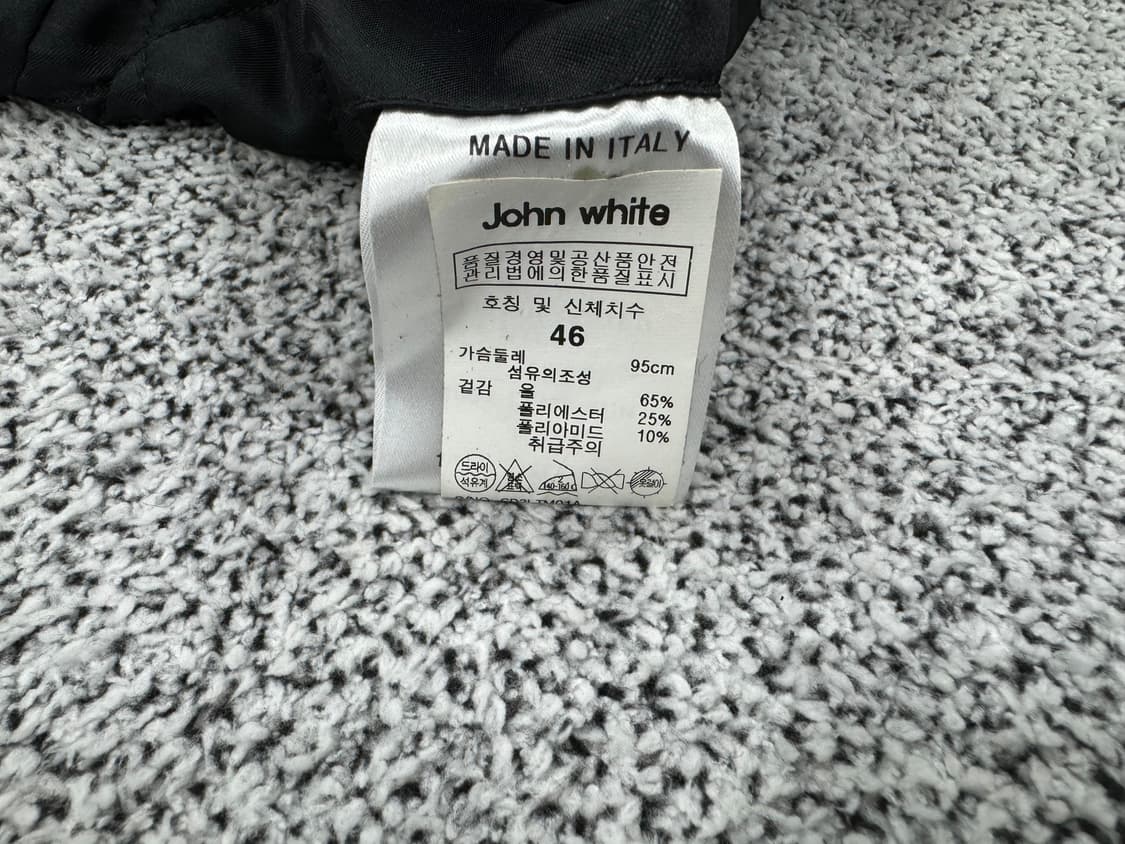 MADE IN ITALY
John white
품질경영및공산품안전
관리법에의한품질표시
호칭 및 신체치수
46
가슴둘레 95cm
섬유의조성
겉감 울 65%
폴리에스터 25%
폴리아미드 10%
취급주의
드라이
석유계
140-160℃